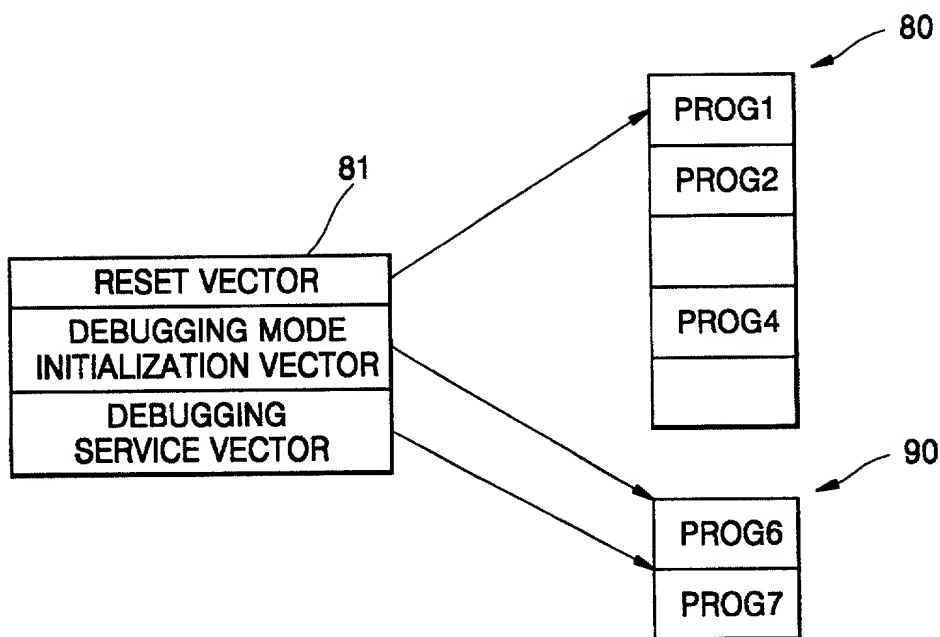 80
PROG1
PROG2
PROG4
81
RESET VECTOR
DEBUGGING MODE
INITIALIZATION VECTOR
DEBUGGING
SERVICE VECTOR
90
PROG6
PROG7